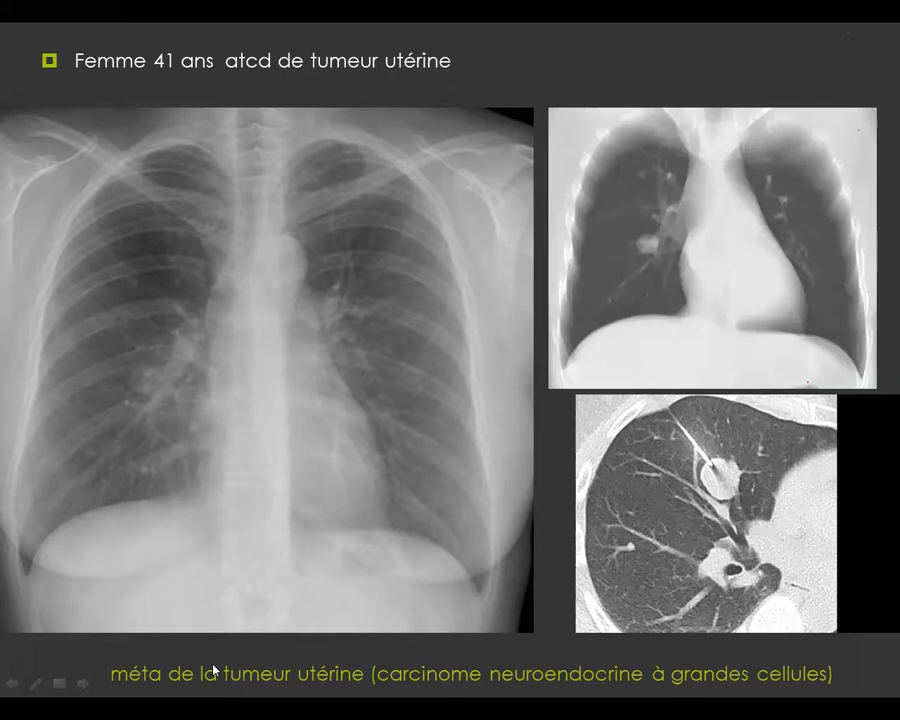 Femme 41 ans atcd de tumeur utérine
méta de la tumeur utérine (carcinome neuroendocrine à grandes cellules)